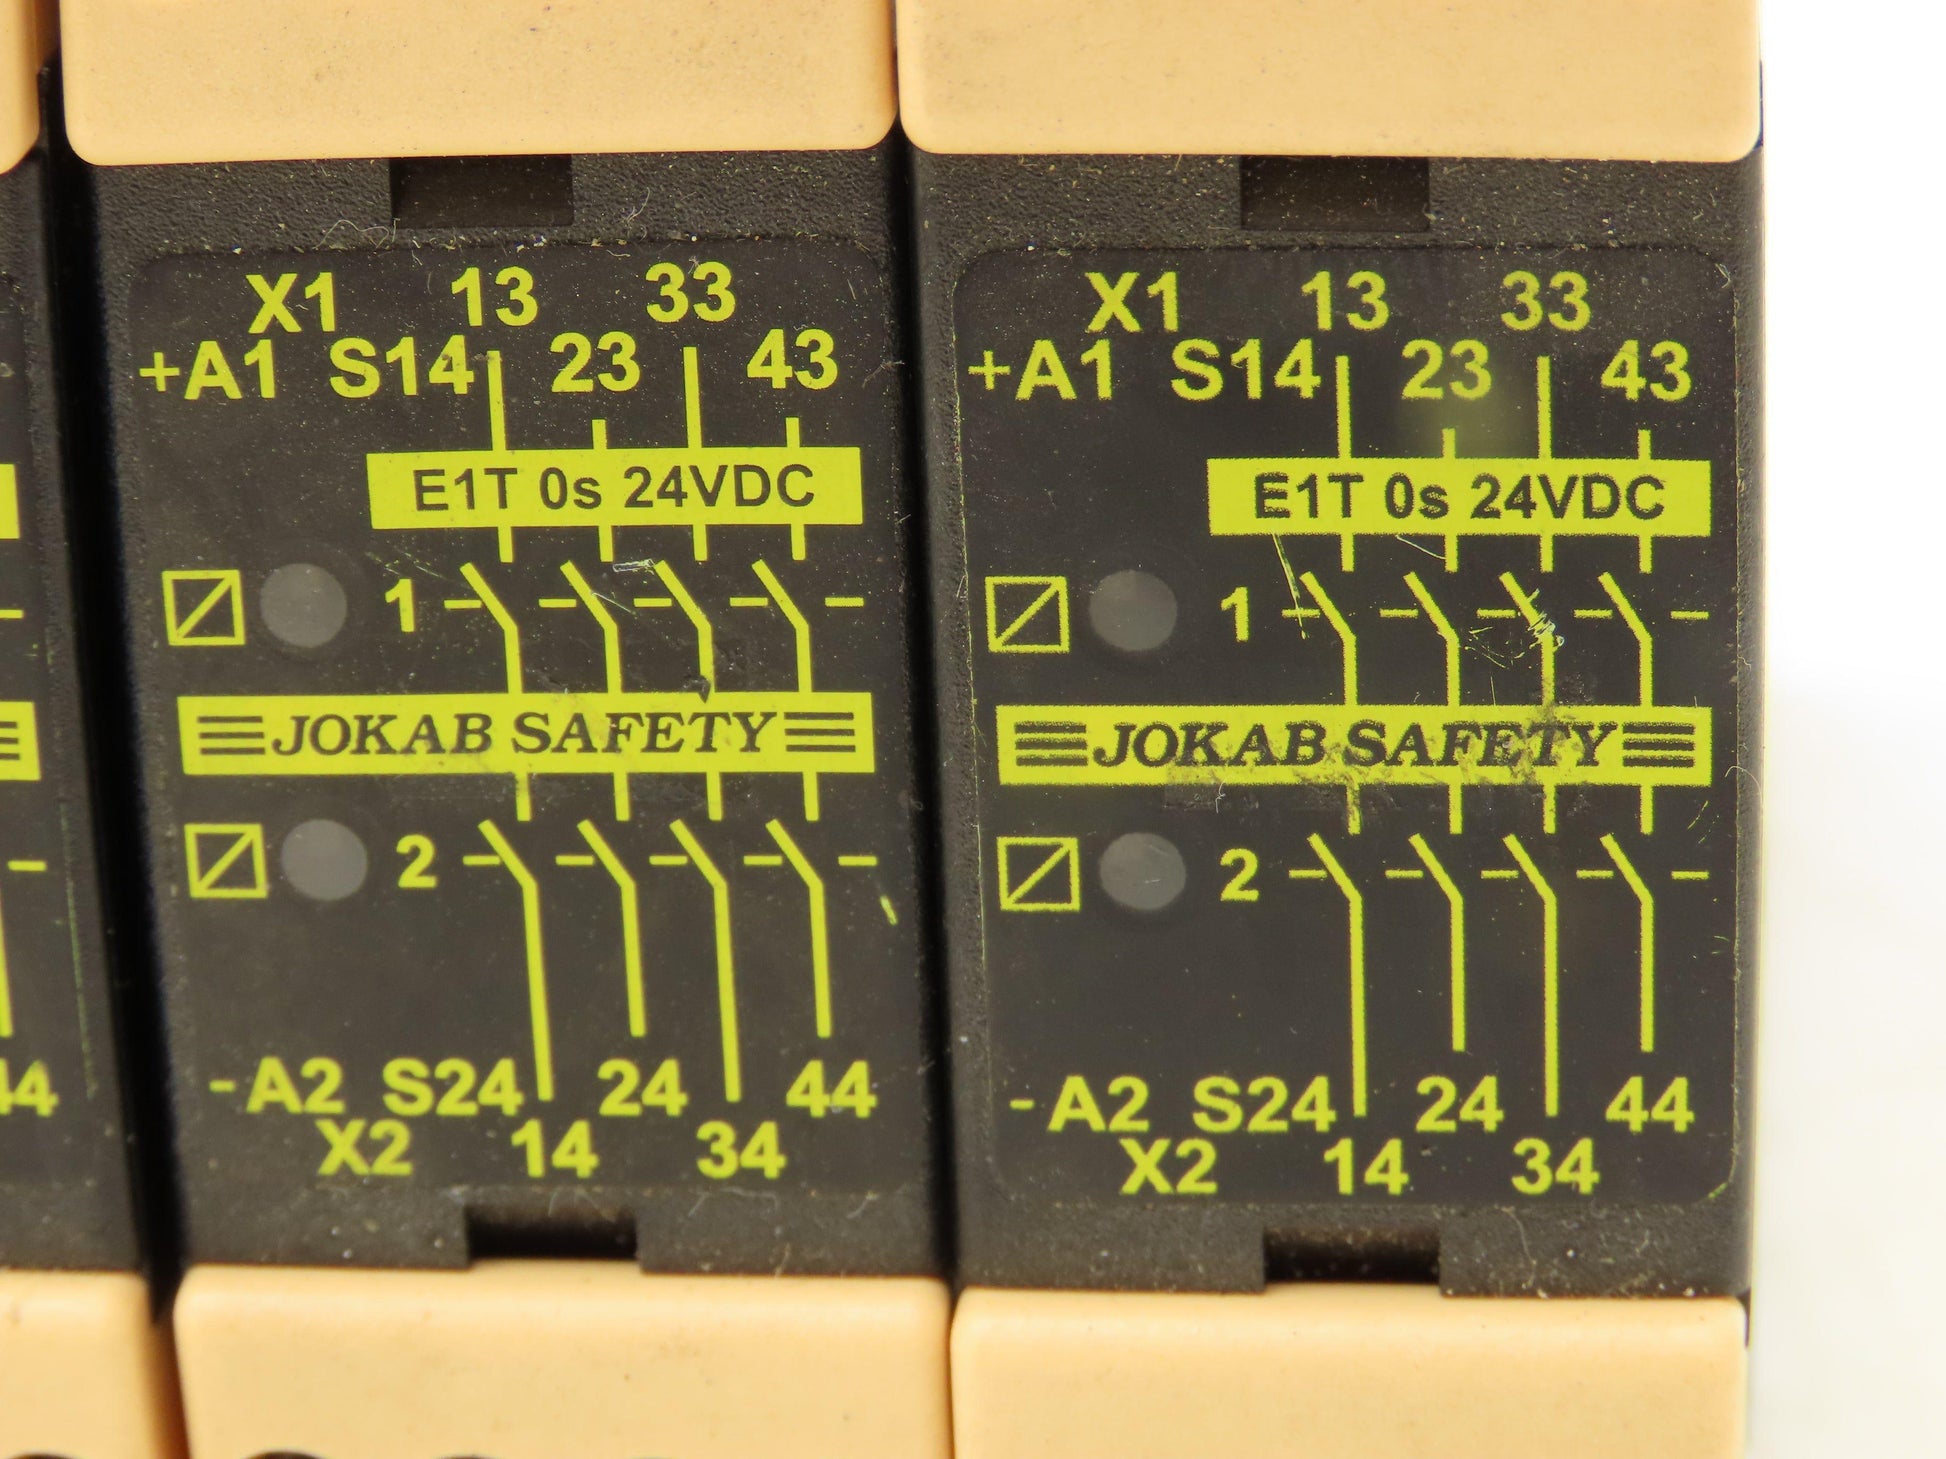 X1 13 33
+A1 S14 23 43
E1T 0s 24VDC
1
JOKAB SAFETY
2
-A2 S24 24 44
X2 14 34
X1 13 33
+A1 S14 23 43
E1T 0s 24VDC
1
JOKAB SAFETY
2
-A2 S24 24 44
X2 14 34